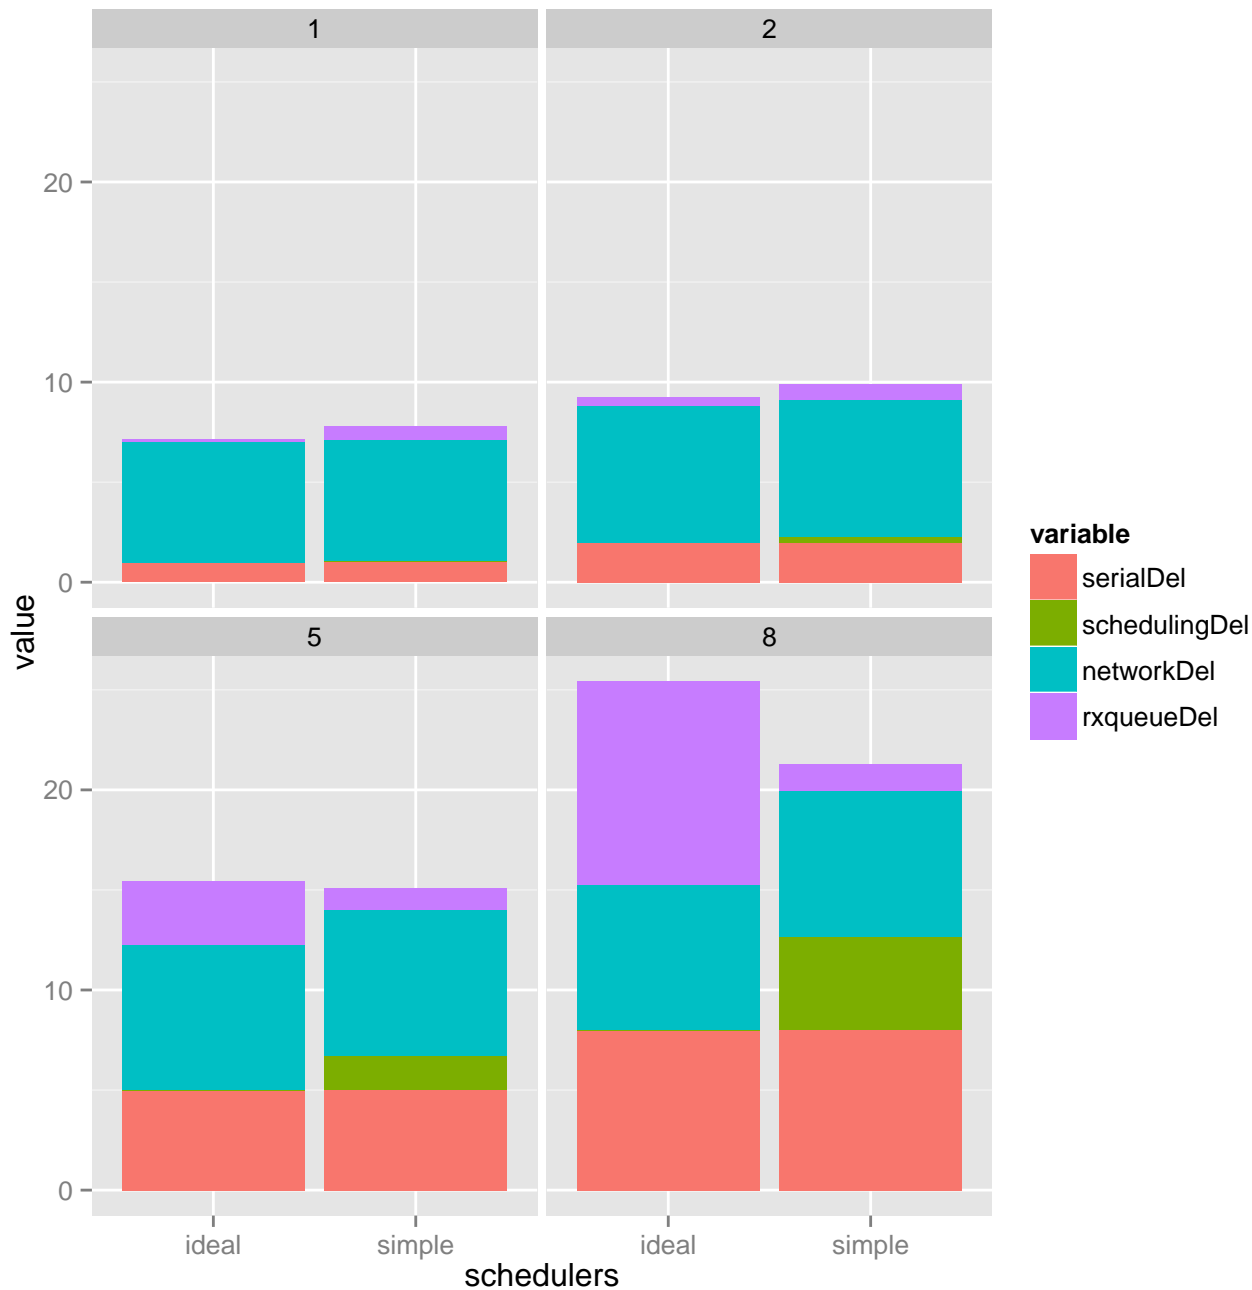 1
2
20
10
0
5
8
20
10
0
ideal
simple
ideal
simple
schedulers
value
variable
serialDel
schedulingDel
networkDel
rxqueueDel